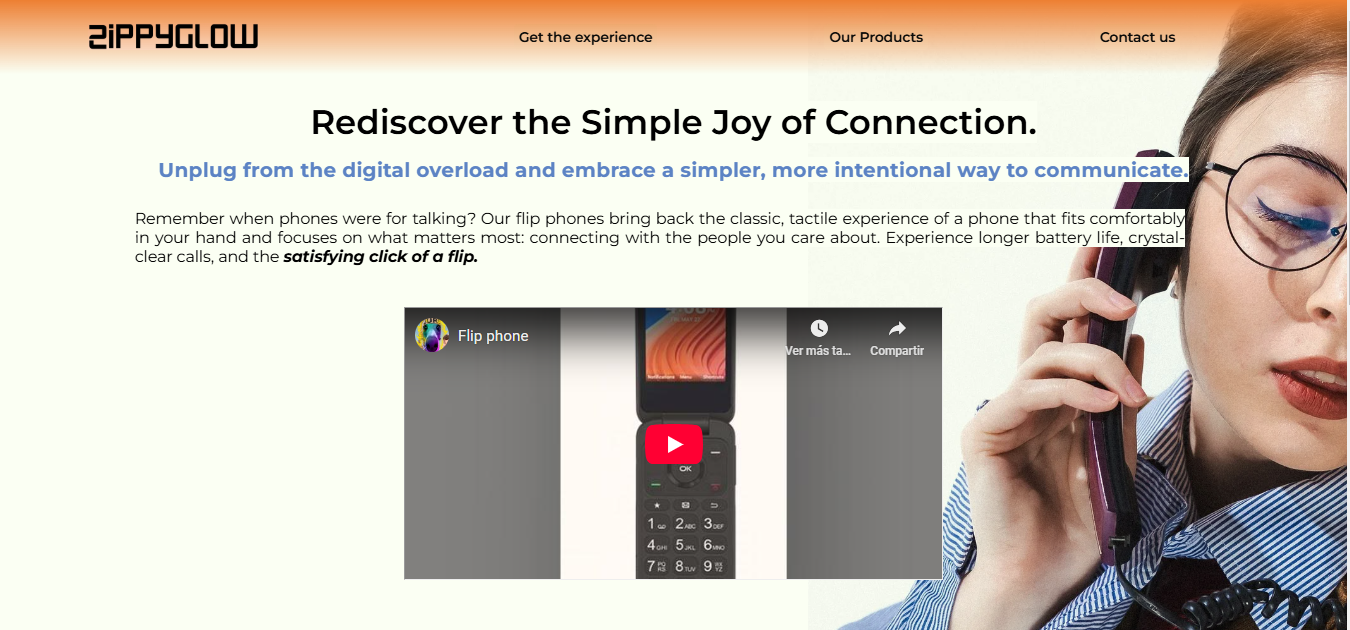 ZiPPYGLOW
Get the experience
Our Products
Contact us
Rediscover the Simple Joy of Connection.
Unplug from the digital overload and embrace a simpler, more intentional way to communicate.
Remember when phones were for talking? Our flip phones bring back the classic, tactile experience of a phone that fits comfortably
in your hand and focuses on what matters most: connecting with the people you care about. Experience longer battery life, crystal-
clear calls, and the satisfying click of a flip.
Flip phone
Ver más ta...
Compartir
OK
1 2ABC 3DEF
4GHI 5JKL 6MNO
7PQRS 8TUV 9WXYZ